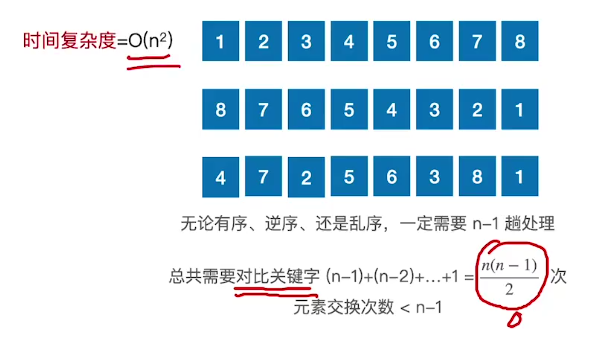 时间复杂度=O(n²)
1 2 3 4 5 6 7 8
8 7 6 5 4 3 2 1
4 7 2 5 6 3 8 1
无论有序、逆序、还是乱序，一定需要 n-1 趟处理
总共需要对比关键字 (n-1)+(n-2)+…+1 = n(n − 1)/2 次
元素交换次数 < n-1